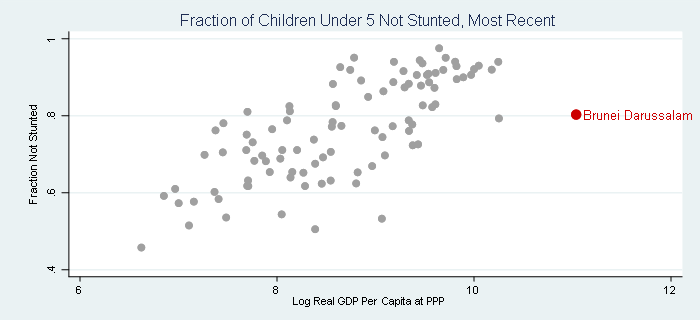 Fraction of Children Under 5 Not Stunted, Most Recent
Fraction Not Stunted
1
.8
.6
.4
Brunei Darussalam
6
8
10
12
Log Real GDP Per Capita at PPP